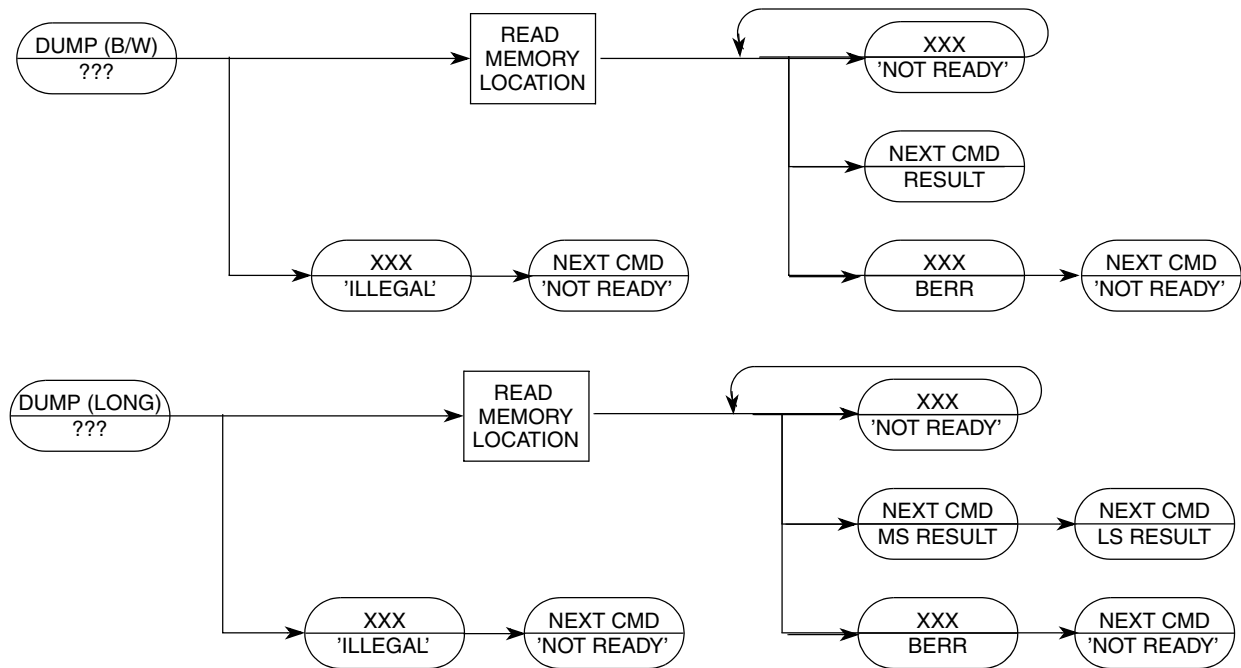 DUMP (B/W)
???
READ
MEMORY
LOCATION
XXX
'NOT READY'
NEXT CMD
RESULT
XXX
'ILLEGAL'
NEXT CMD
'NOT READY'
XXX
BERR
NEXT CMD
'NOT READY'
DUMP (LONG)
???
READ
MEMORY
LOCATION
XXX
'NOT READY'
NEXT CMD
MS RESULT
NEXT CMD
LS RESULT
XXX
'ILLEGAL'
NEXT CMD
'NOT READY'
XXX
BERR
NEXT CMD
'NOT READY'